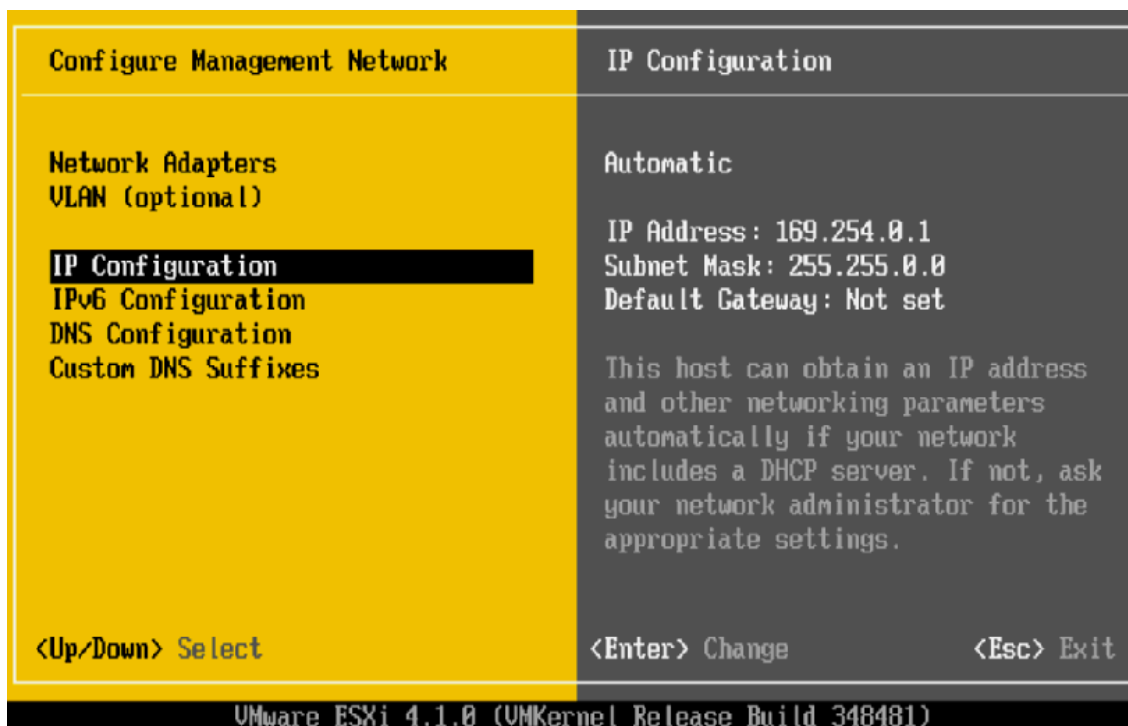 Configure Management Network
Network Adapters
VLAN (optional)
IP Configuration
IPv6 Configuration
DNS Configuration
Custom DNS Suffixes
<Up/Down> Select
IP Configuration
Automatic
IP Address: 169.254.0.1
Subnet Mask: 255.255.0.0
Default Gateway: Not set
This host can obtain an IP address
and other networking parameters
automatically if your network
includes a DHCP server. If not, ask
your network administrator for the
appropriate settings.
<Enter> Change <Esc> Exit
VMware ESXi 4.1.0 (VMKernel Release Build 348481)